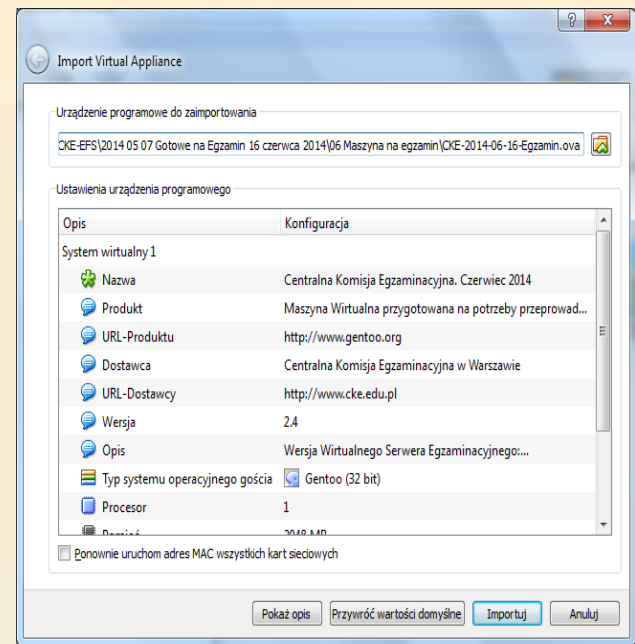 Import Virtual Appliance
Urządzenie programowe do zaimportowania
CKE-EFS\2014 05 07 Gotowe na Egzamin 16 czerwca 2014\06 Maszyna na egzamin\CKE-2014-06-16-Egzamin.ova
Ustawienia urządzenia programowego
Opis Konfiguracja
System wirtualny 1
Nazwa Centralna Komisja Egzaminacyjna. Czerwiec 2014
Produkt Maszyna Wirtualna przygotowana na potrzeby przeprowad...
URL-Produktu http://www.gentoo.org
Dostawca Centralna Komisja Egzaminacyjna w Warszawie
URL-Dostawcy http://www.cke.edu.pl
Wersja 2.4
Opis Wersja Wirtualnego Serwera Egzaminacyjnego:...
Typ systemu operacyjnego gościa Gentoo (32 bit)
Procesor 1
Pamięć 2048 MB
Ponownie uruchom adres MAC wszystkich kart sieciowych
Pokaż opis Przywróć wartości domyślne Importuj Anuluj